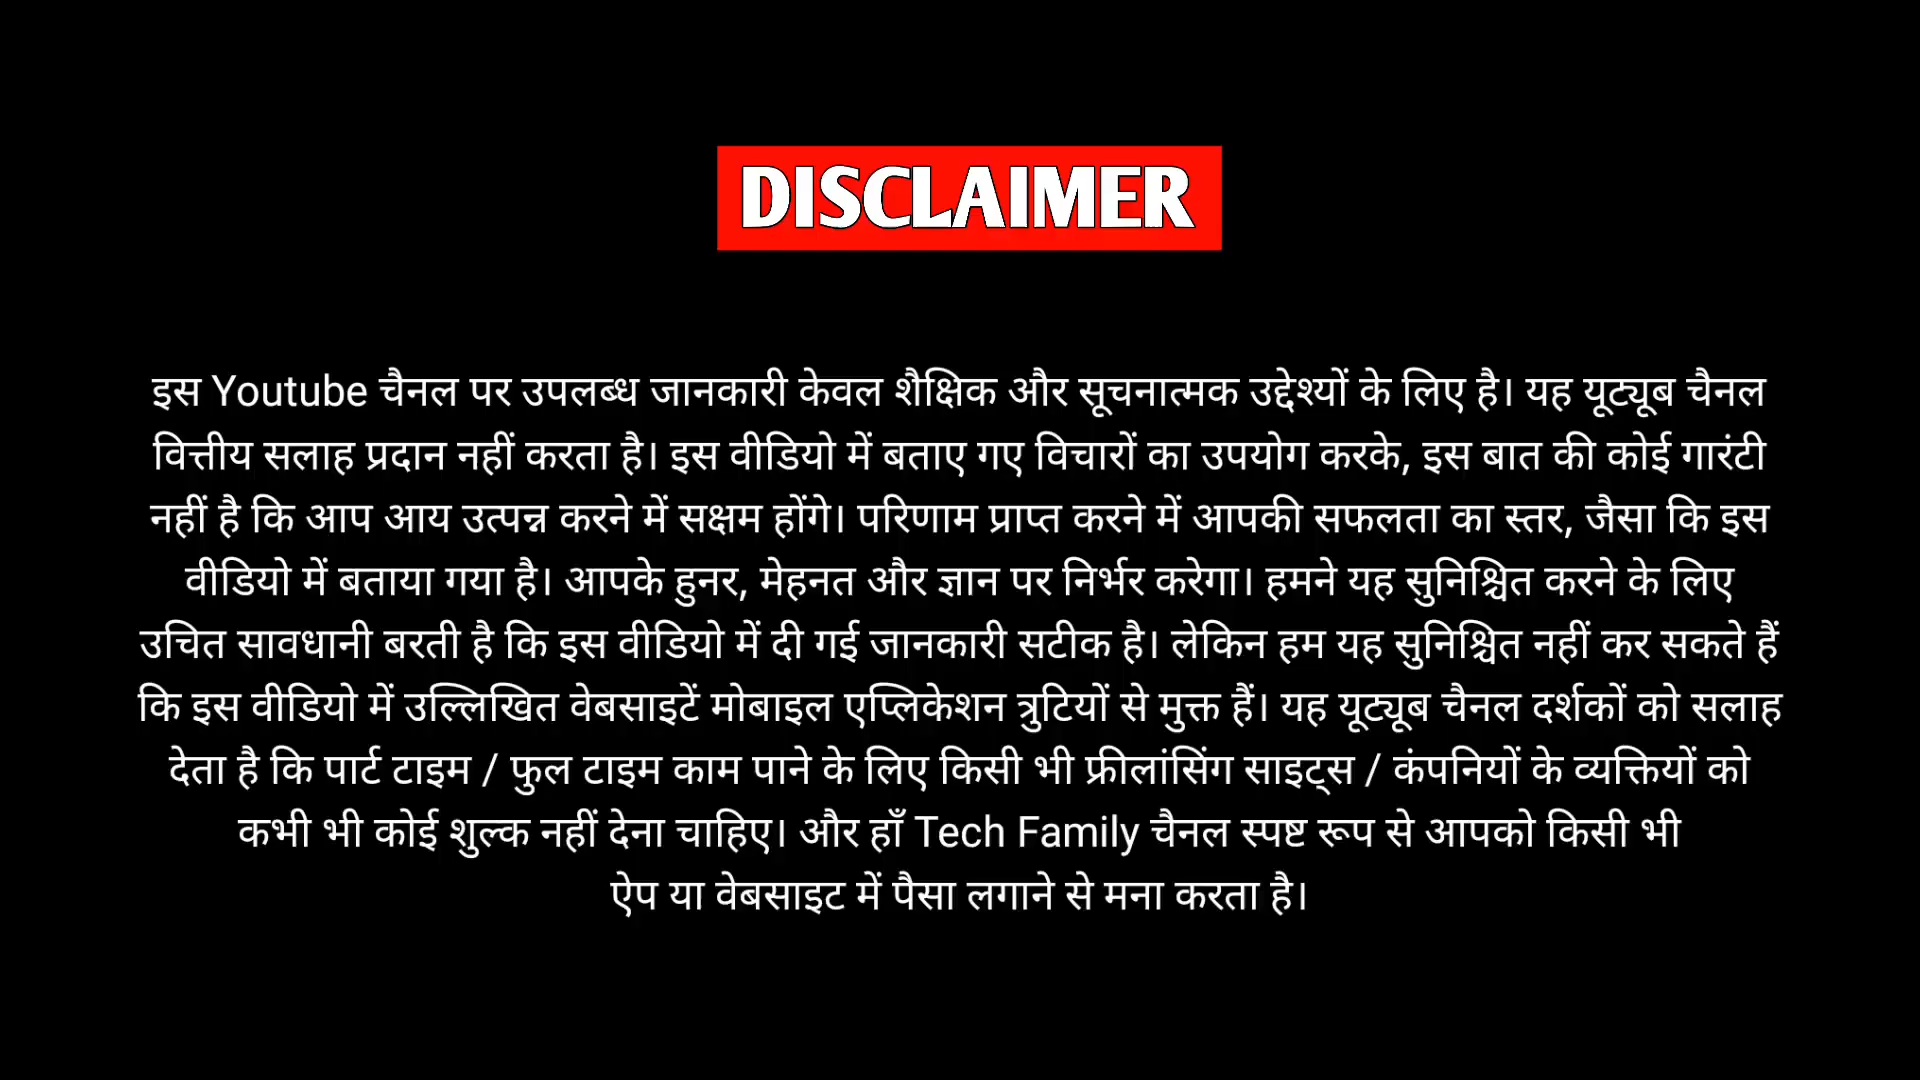 DISCLAIMER
इस Youtube चैनल पर उपलब्ध जानकारी केवल शैक्षिक और सूचनात्मक उद्देश्यों के लिए है। यह यूट्यूब चैनल
वित्तीय सलाह प्रदान नहीं करता है। इस वीडियो में बताए गए विचारों का उपयोग करके, इस बात की कोई गारंटी
नहीं है कि आप आय उत्पन्न करने में सक्षम होंगे। परिणाम प्राप्त करने में आपकी सफलता का स्तर, जैसा कि इस
वीडियो में बताया गया है। आपके हुनर, मेहनत और ज्ञान पर निर्भर करेगा। हमने यह सुनिश्चित करने के लिए
उचित सावधानी बरती है कि इस वीडियो में दी गई जानकारी सटीक है। लेकिन हम यह सुनिश्चित नहीं कर सकते हैं
कि इस वीडियो में उल्लिखित वेबसाइटें मोबाइल एप्लिकेशन त्रुटियों से मुक्त हैं। यह यूट्यूब चैनल दर्शकों को सलाह
देता है कि पार्ट टाइम / फुल टाइम काम पाने के लिए किसी भी फ्रीलांसिंग साइट्स / कंपनियों के व्यक्तियों को
कभी भी कोई शुल्क नहीं देना चाहिए। और हाँ Tech Family चैनल स्पष्ट रूप से आपको किसी भी
ऐप या वेबसाइट में पैसा लगाने से मना करता है।